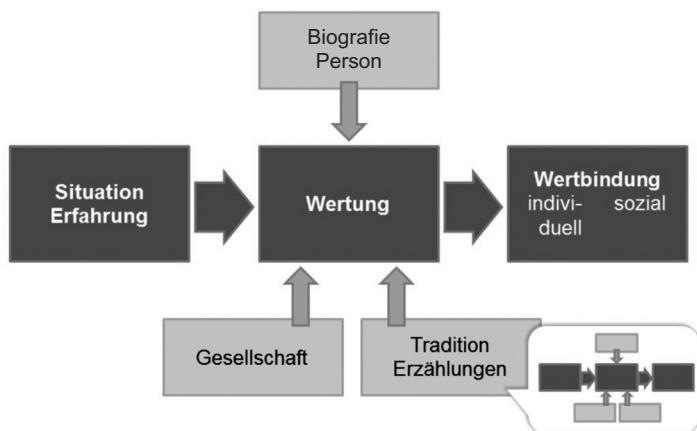 Biografie
Person
Situation
Erfahrung
Wertung
Wertbindung
indivi- sozial
duell
Gesellschaft
Tradition
Erzählungen